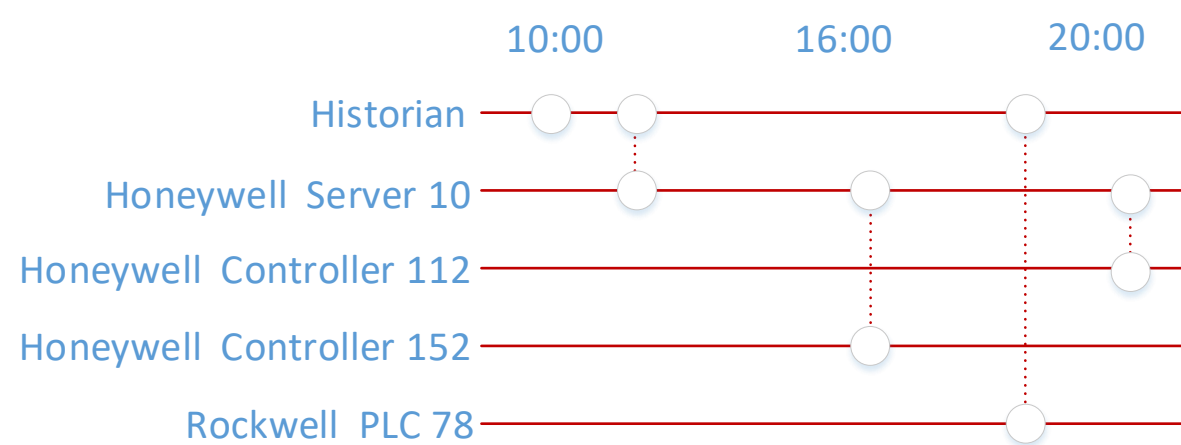 10:00 16:00 20:00
Historian
Honeywell Server 10
Honeywell Controller 112
Honeywell Controller 152
Rockwell PLC 78